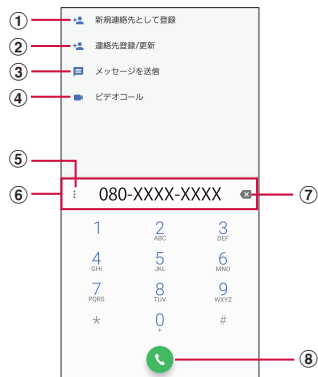 ① 新規連絡先として登録
② 連絡先登録/更新
③ メッセージを送信
④ ビデオコール
⑤
⑥ 080-XXXX-XXXX ⑦
1 2 ABC 3 DEF
4 GHI 5 JKL 6 MNO
7 PQRS 8 TUV 9 WXYZ
* 0 + #
⑧